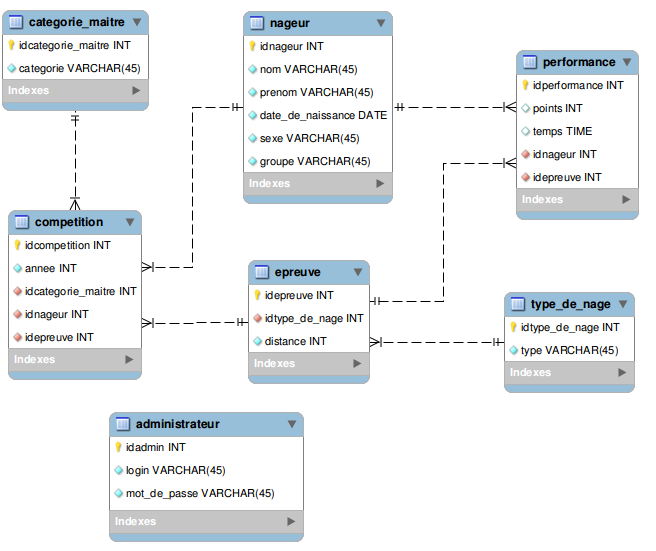 categorie_maitre
idcategorie_maitre INT
categorie VARCHAR(45)
Indexes
nageur
idnageur INT
nom VARCHAR(45)
prenom VARCHAR(45)
date_de_naissance DATE
sexe VARCHAR(45)
groupe VARCHAR(45)
Indexes
performance
idperformance INT
points INT
temps TIME
idnageur INT
idepreuve INT
Indexes
competition
idcompetition INT
annee INT
idcategorie_maitre INT
idnageur INT
idepreuve INT
Indexes
epreuve
idepreuve INT
idtype_de_nage INT
distance INT
Indexes
type_de_nage
idtype_de_nage INT
type VARCHAR(45)
Indexes
administrateur
idadmin INT
login VARCHAR(45)
mot_de_passe VARCHAR(45)
Indexes